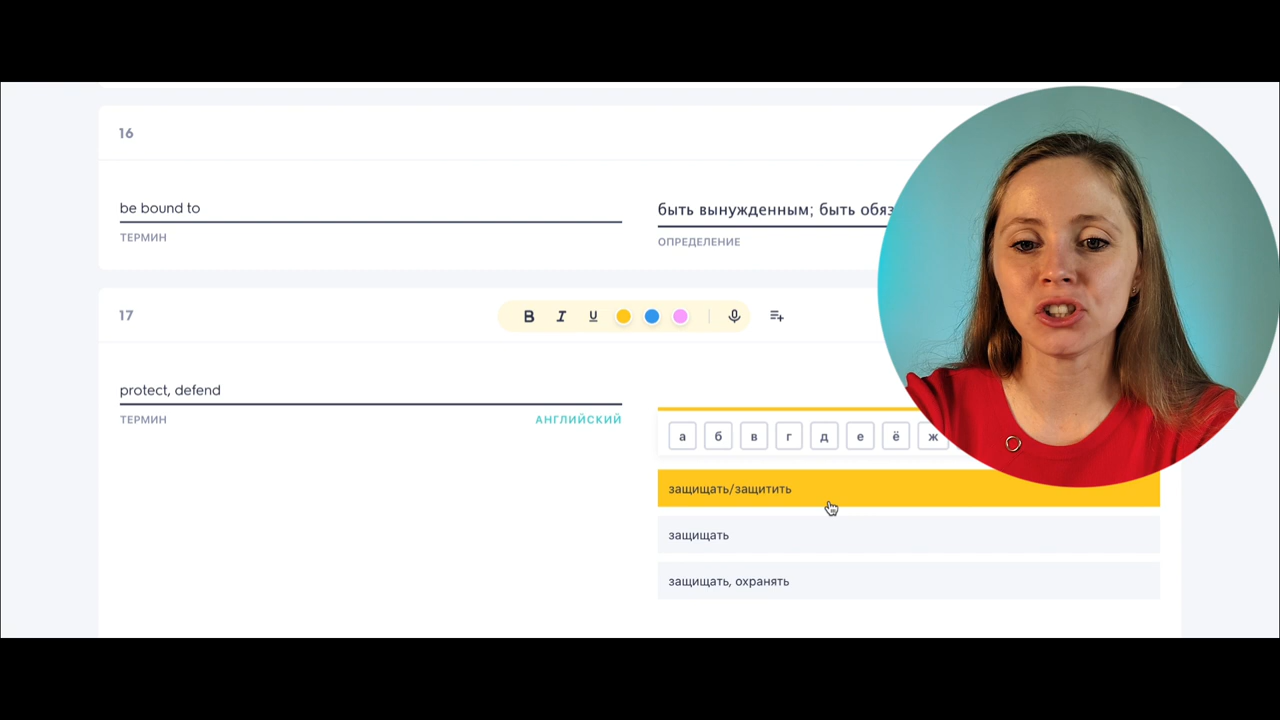 16
be bound to
быть вынужденным; быть
ТЕРМИН
ОПРЕДЕЛЕНИЕ
17
B I U
protect, defend
ТЕРМИН
АНГЛИЙСКИЙ
а б в г д е ё ж
защищать/защитить
защищать
защищать, охранять